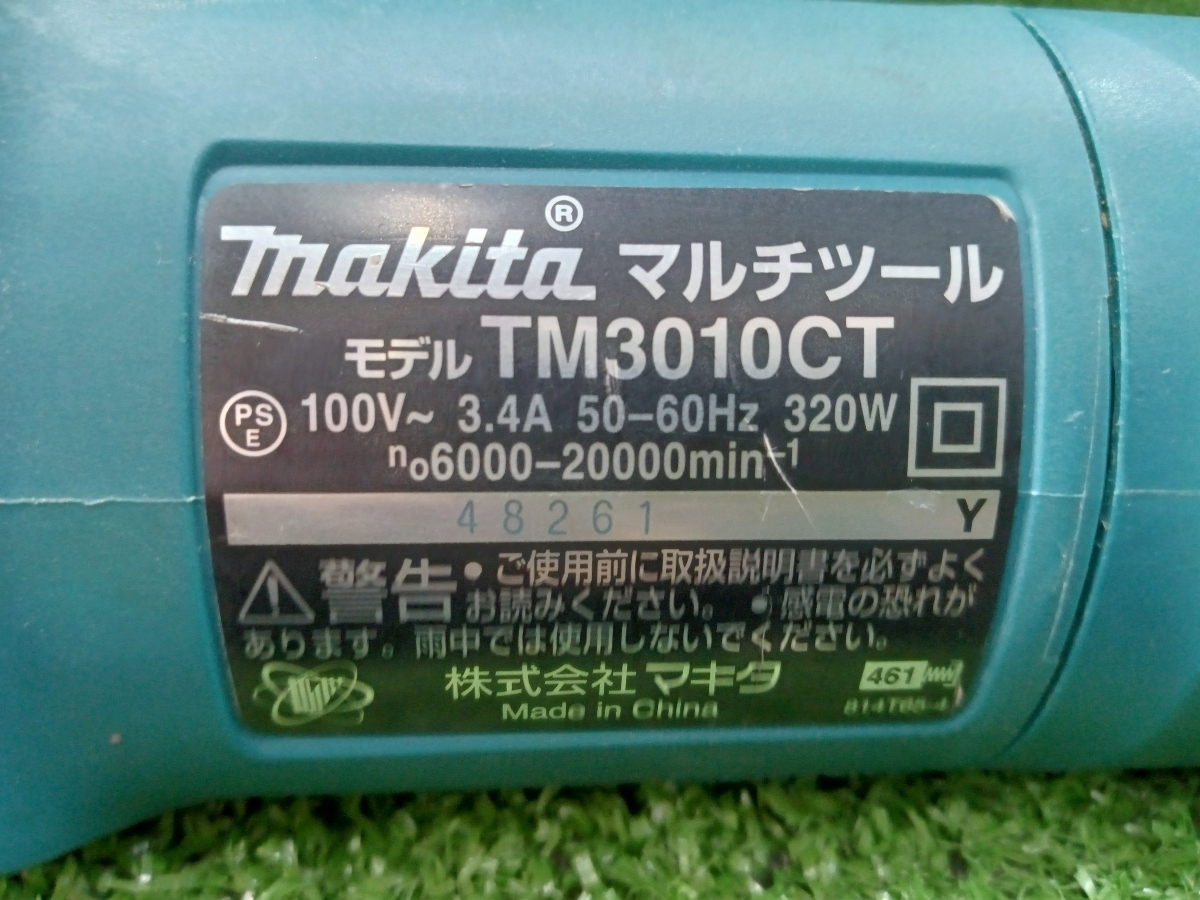 makita® マルチツール
モデル TM3010CT
PSE 100V~ 3.4A 50-60Hz 320W
no6000-20000min-1
48261 Y
警告 • ご使用前に取扱説明書を必ずよく
お読みください。 • 感電の恐れが
あります。雨中では使用しないでください。
株式会社 マキタ 461
Made in China